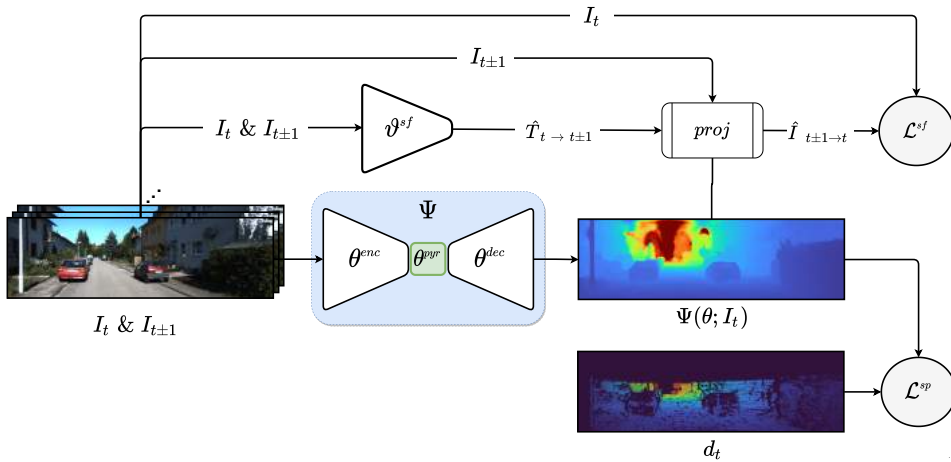 I_t
I_{t±1}
I_t & I_{t±1}
ϑ^{sf}
T̂_{t → t±1}
proj
Î_{t±1→t}
ℒ^{sf}
Ψ
θ^{enc}
θ^{pyr}
θ^{dec}
I_t & I_{t±1}
Ψ(θ; I_t)
ℒ^{sp}
d_t